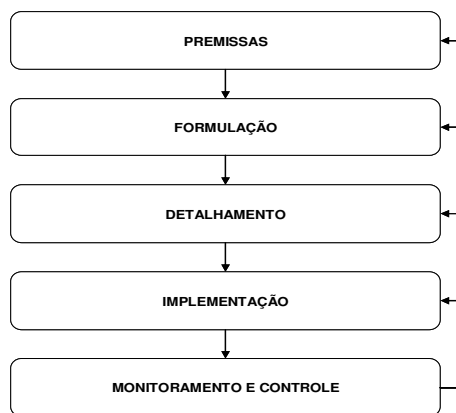 PREMISSAS
FORMULAÇÃO
DETALHAMENTO
IMPLEMENTAÇÃO
MONITORAMENTO E CONTROLE